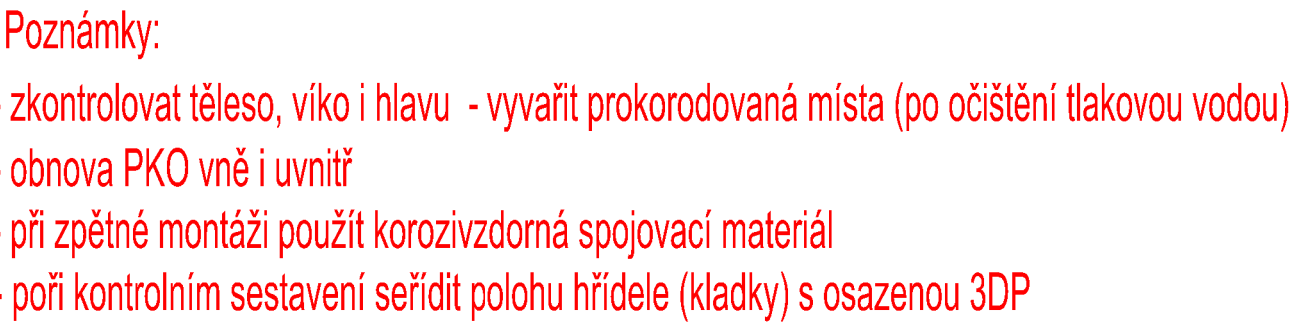 Poznámky:
- zkontrolovat těleso, víko i hlavu - vyvařit prokorodovaná místa (po očištění tlakovou vodou)
- obnova PKO vně i uvnitř
- při zpětné montáži použít korozivzdorná spojovací materiál
- poři kontrolním sestavení seřídit polohu hřídele (kladky) s osazenou 3DP